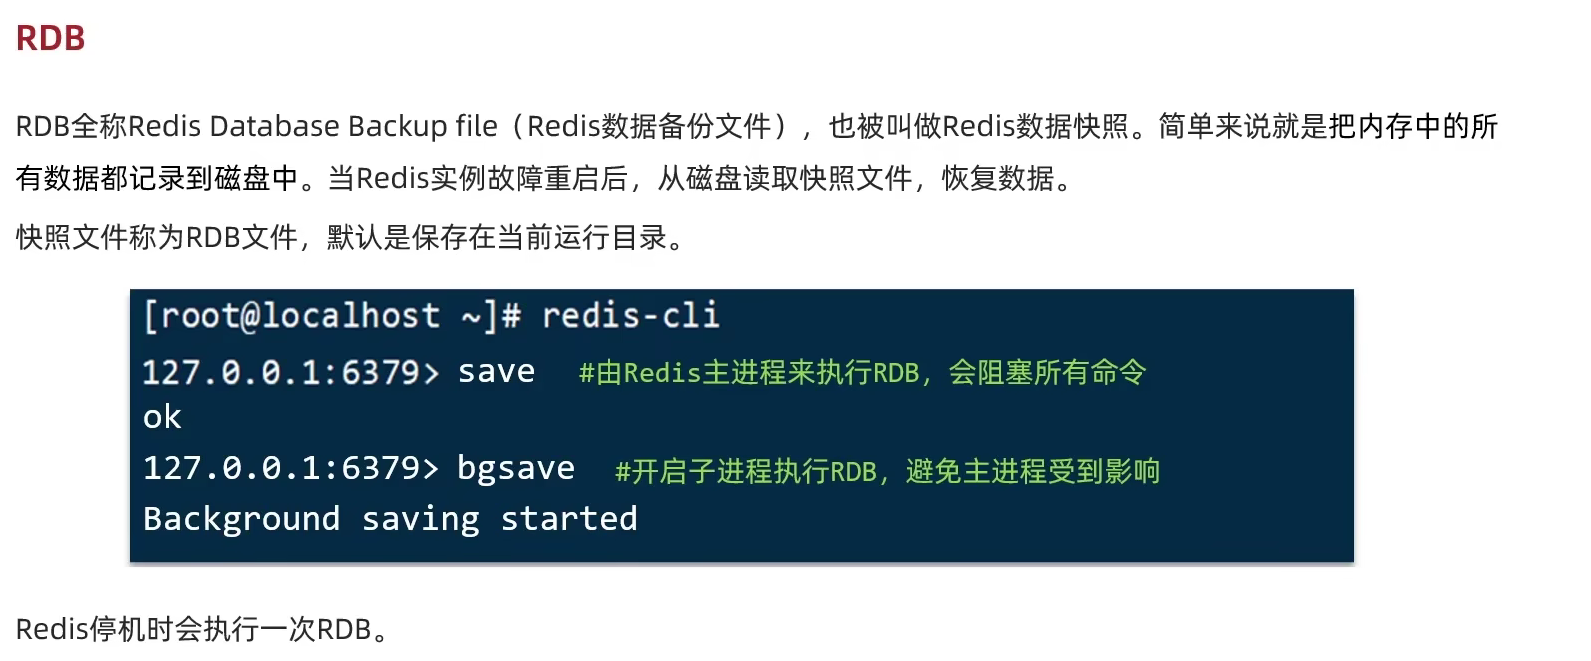 RDB
RDB全称Redis Database Backup file（Redis数据备份文件），也被叫做Redis数据快照。简单来说就是把内存中的所
有数据都记录到磁盘中。当Redis实例故障重启后，从磁盘读取快照文件，恢复数据。
快照文件称为RDB文件，默认是保存在当前运行目录。
[root@localhost ~]# redis-cli
127.0.0.1:6379> save #由Redis主进程来执行RDB，会阻塞所有命令
ok
127.0.0.1:6379> bgsave #开启子进程执行RDB，避免主进程受到影响
Background saving started
Redis停机时会执行一次RDB。